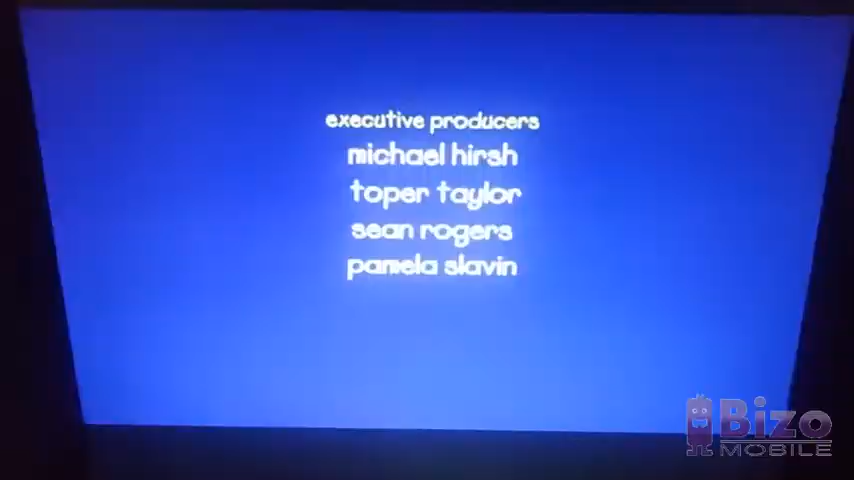 executive producers
michael hirsh
toper taylor
sean rogers
pamela slavin
Bizo
MOBILE